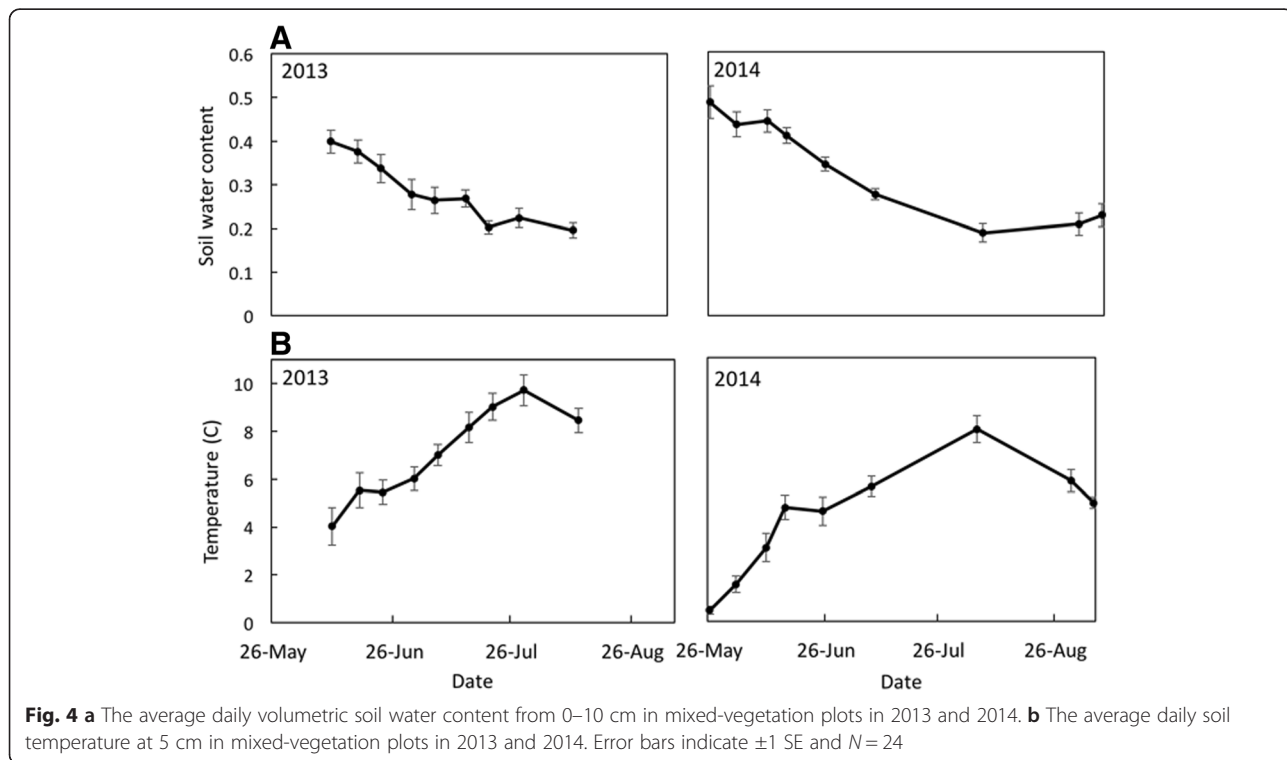 A
0.6
0.5
0.4
0.3
0.2
0.1
0
Soil water content
2013
2014
B
10
8
6
4
2
0
Temperature (C)
2013
2014
26-May 26-Jun 26-Jul 26-Aug 26-May 26-Jun 26-Jul 26-Aug
Date Date
Fig. 4 a The average daily volumetric soil water content from 0–10 cm in mixed-vegetation plots in 2013 and 2014. b The average daily soil
temperature at 5 cm in mixed-vegetation plots in 2013 and 2014. Error bars indicate ±1 SE and N = 24